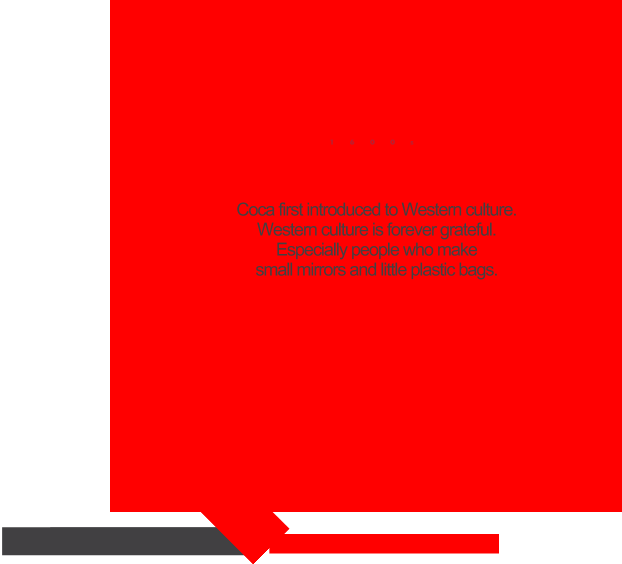 Coca first introduced to Western culture.
Western culture is forever grateful.
Especially people who make
small mirrors and little plastic bags.